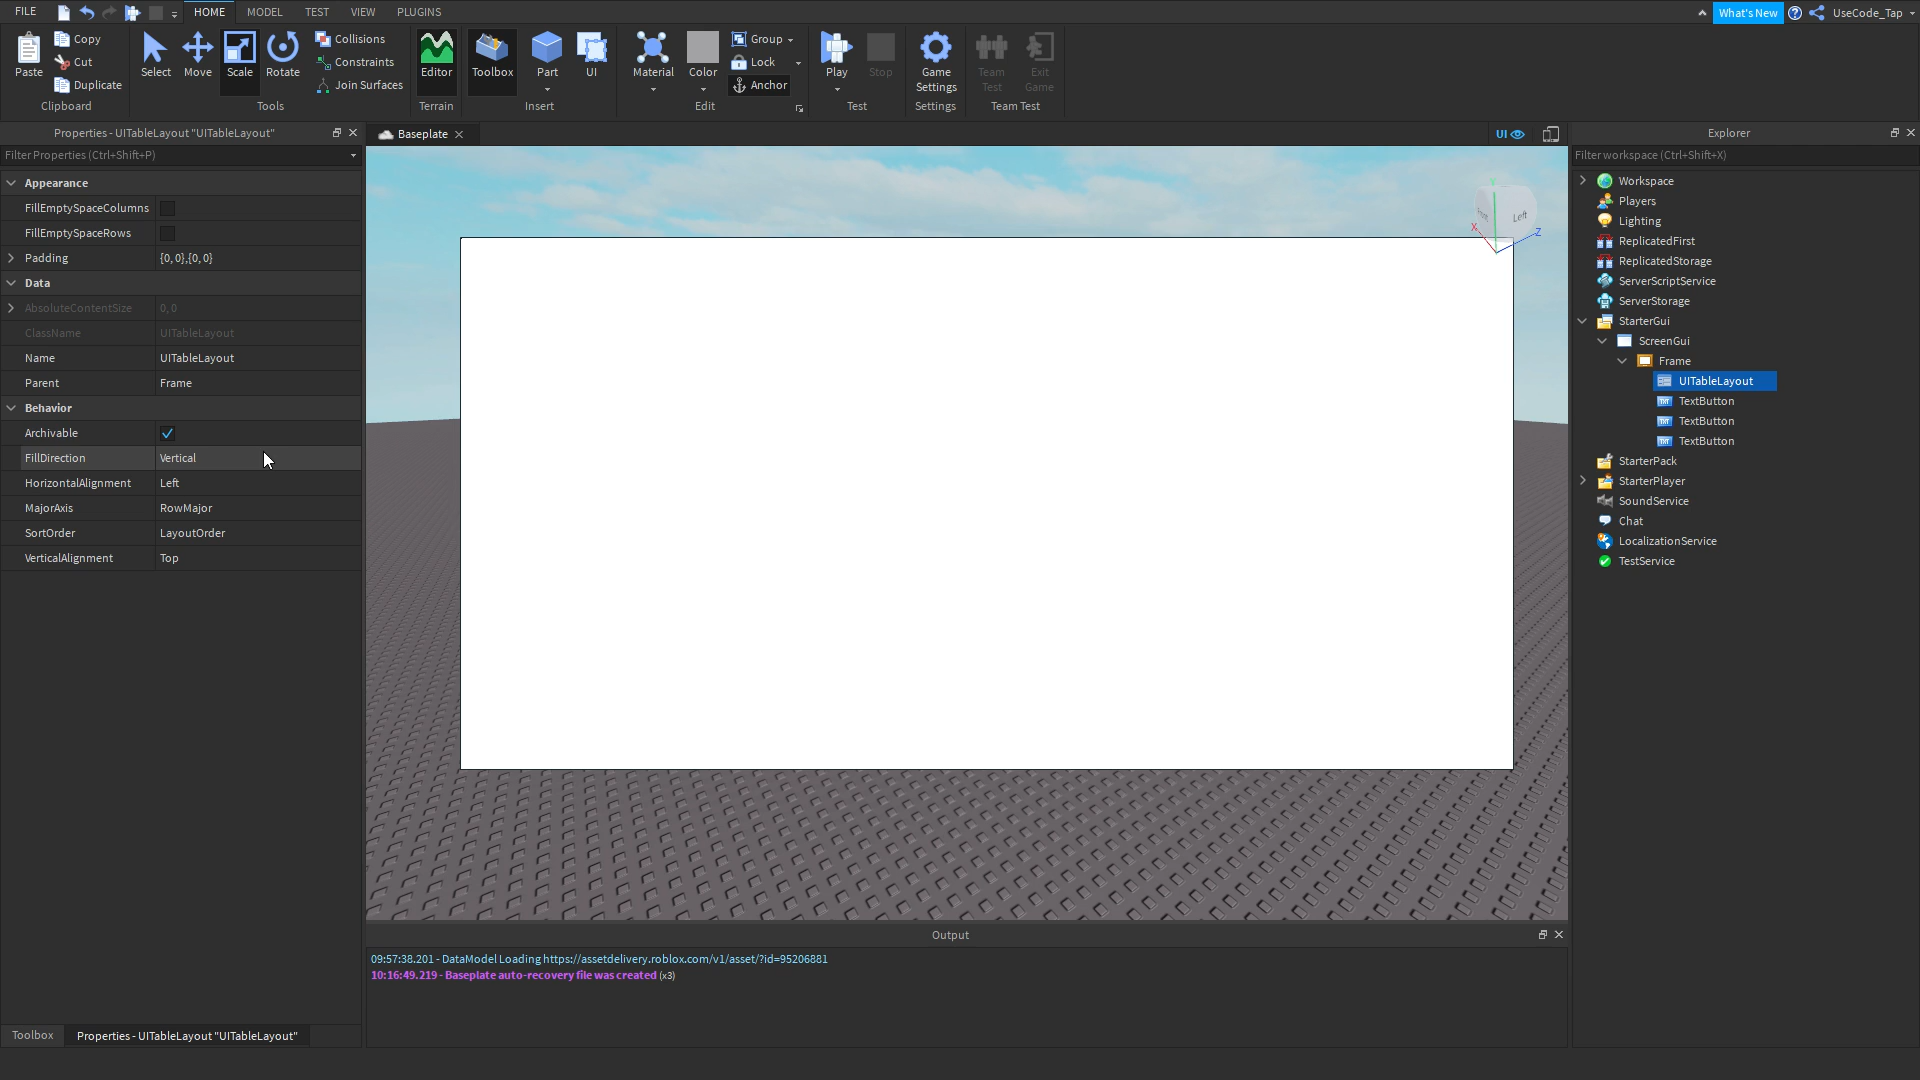 FILE
HOME
MODEL
TEST
VIEW
PLUGINS
What's New
UseCode_Tap
Paste
Copy
Cut
Duplicate
Clipboard
Select
Move
Scale
Rotate
Collisions
Constraints
Join Surfaces
Tools
Editor
Terrain
Toolbox
Part
UI
Insert
Material
Color
Group
Lock
Anchor
Edit
Play
Stop
Test
Game
Settings
Settings
Team
Test
Exit
Game
Team Test
Properties - UITableLayout "UITableLayout"
Filter Properties (Ctrl+Shift+P)
Appearance
FillEmptySpaceColumns
FillEmptySpaceRows
Padding {0, 0},{0, 0}
Data
AbsoluteContentSize 0, 0
ClassName UITableLayout
Name UITableLayout
Parent Frame
Behavior
Archivable
FillDirection Vertical
HorizontalAlignment Left
MajorAxis RowMajor
SortOrder LayoutOrder
VerticalAlignment Top
Toolbox
Properties - UITableLayout "UITableLayout"
Baseplate
UI
Y
Left
X
Z
Output
09:57:38.201 - DataModel Loading https://assetdelivery.roblox.com/v1/asset/?id=95206881
10:16:49.219 - Baseplate auto-recovery file was created (x3)
Explorer
Filter workspace (Ctrl+Shift+X)
Workspace
Players
Lighting
ReplicatedFirst
ReplicatedStorage
ServerScriptService
ServerStorage
StarterGui
ScreenGui
Frame
UITableLayout
TextButton
TextButton
TextButton
StarterPack
StarterPlayer
SoundService
Chat
LocalizationService
TestService